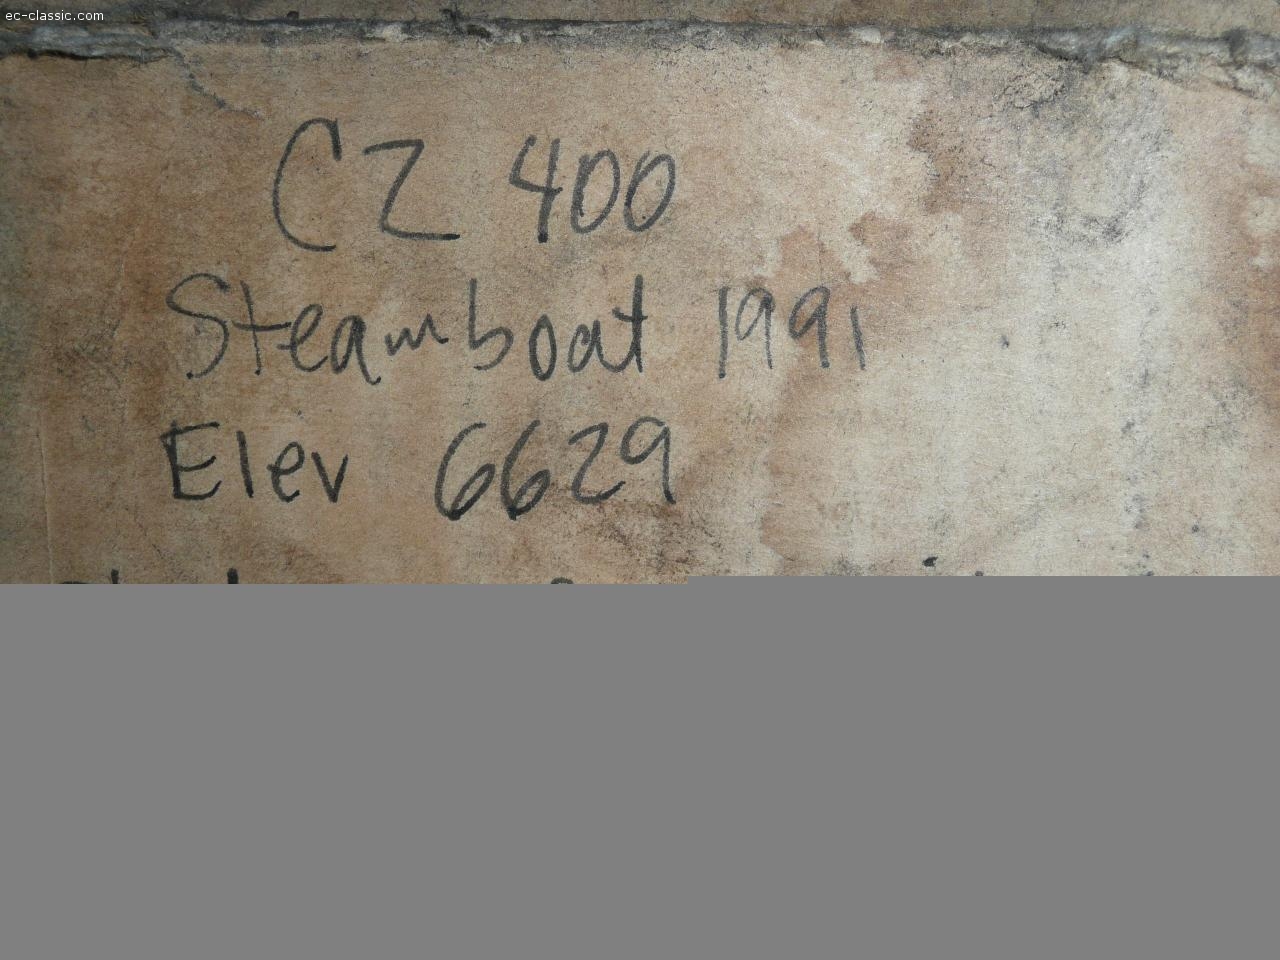 ec-classic.com
CZ 400
Steamboat 1991
Elev 6629